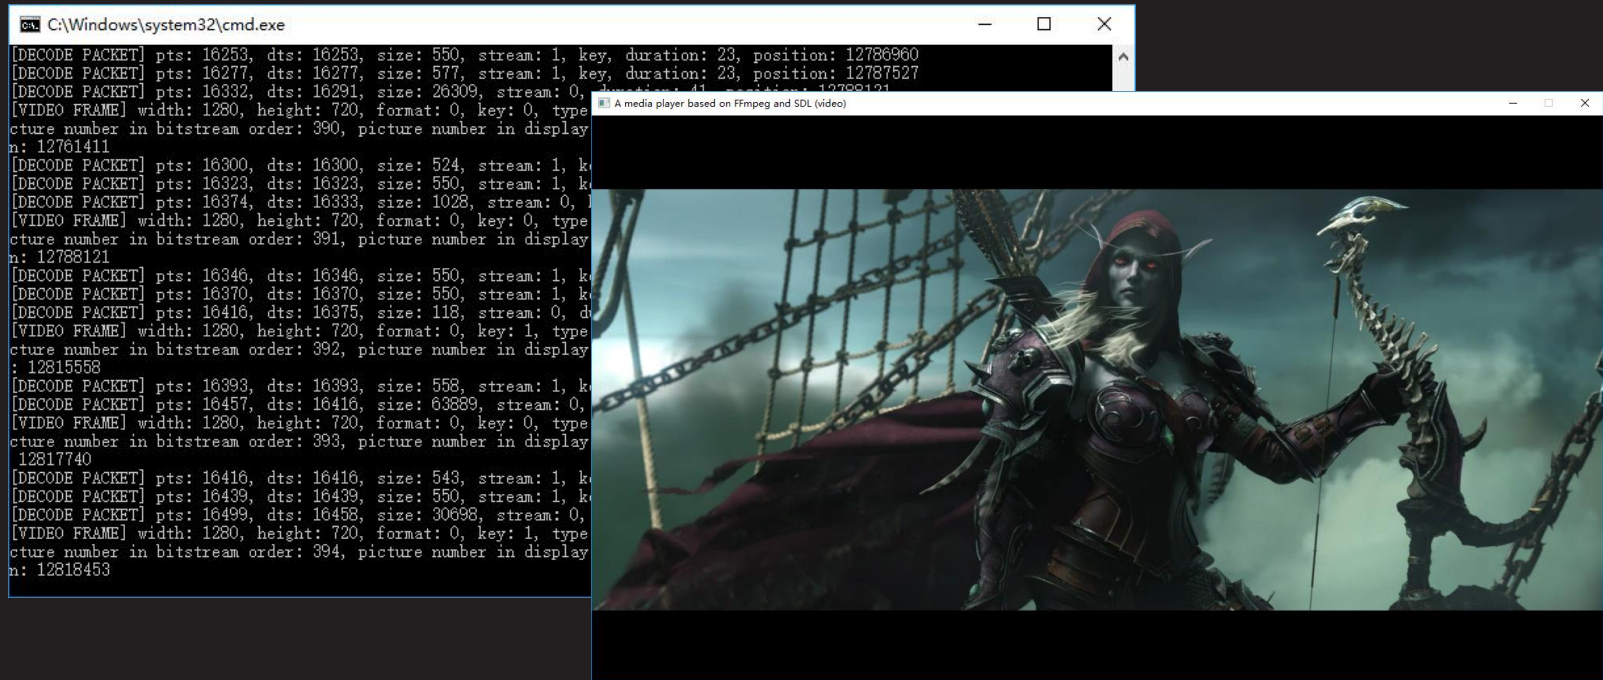 C:\Windows\system32\cmd.exe
[DECODE PACKET] pts: 16253, dts: 16253, size: 550, stream: 1, key, duration: 23, position: 12786960
[DECODE PACKET] pts: 16277, dts: 16277, size: 577, stream: 1, key, duration: 23, position: 12787527
[DECODE PACKET] pts: 16332, dts: 16291, size: 26309, stream: 0, duration: 41, position: 12788121
[VIDEO FRAME] width: 1280, height: 720, format: 0, key: 0, type
cture number in bitstream order: 390, picture number in display
n: 12761411
[DECODE PACKET] pts: 16300, dts: 16300, size: 524, stream: 1,
[DECODE PACKET] pts: 16323, dts: 16323, size: 550, stream: 1,
[DECODE PACKET] pts: 16374, dts: 16333, size: 1028, stream: 0,
[VIDEO FRAME] width: 1280, height: 720, format: 0, key: 0, type
cture number in bitstream order: 391, picture number in display
n: 12788121
[DECODE PACKET] pts: 16346, dts: 16346, size: 550, stream: 1,
[DECODE PACKET] pts: 16370, dts: 16370, size: 550, stream: 1,
[DECODE PACKET] pts: 16416, dts: 16375, size: 118, stream: 0,
[VIDEO FRAME] width: 1280, height: 720, format: 0, key: 1, type
cture number in bitstream order: 392, picture number in display
: 12815558
[DECODE PACKET] pts: 16393, dts: 16393, size: 558, stream: 1,
[DECODE PACKET] pts: 16457, dts: 16416, size: 63889, stream: 0,
[VIDEO FRAME] width: 1280, height: 720, format: 0, key: 0, type
cture number in bitstream order: 393, picture number in display
12817740
[DECODE PACKET] pts: 16416, dts: 16416, size: 543, stream: 1,
[DECODE PACKET] pts: 16439, dts: 16439, size: 550, stream: 1,
[DECODE PACKET] pts: 16499, dts: 16458, size: 30698, stream: 0,
[VIDEO FRAME] width: 1280, height: 720, format: 0, key: 1, type
cture number in bitstream order: 394, picture number in display
n: 12818453
A media player based on FFmpeg and SDL (video)